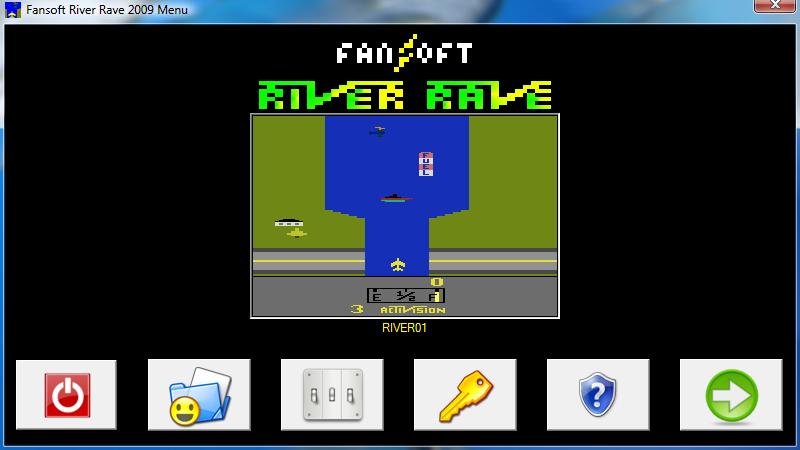 Fansoft River Rave 2009 Menu
FANSOFT
RIVER RAVE
FUEL
0
E 1/2 F
3 ACTIVISION
RIVER01
?